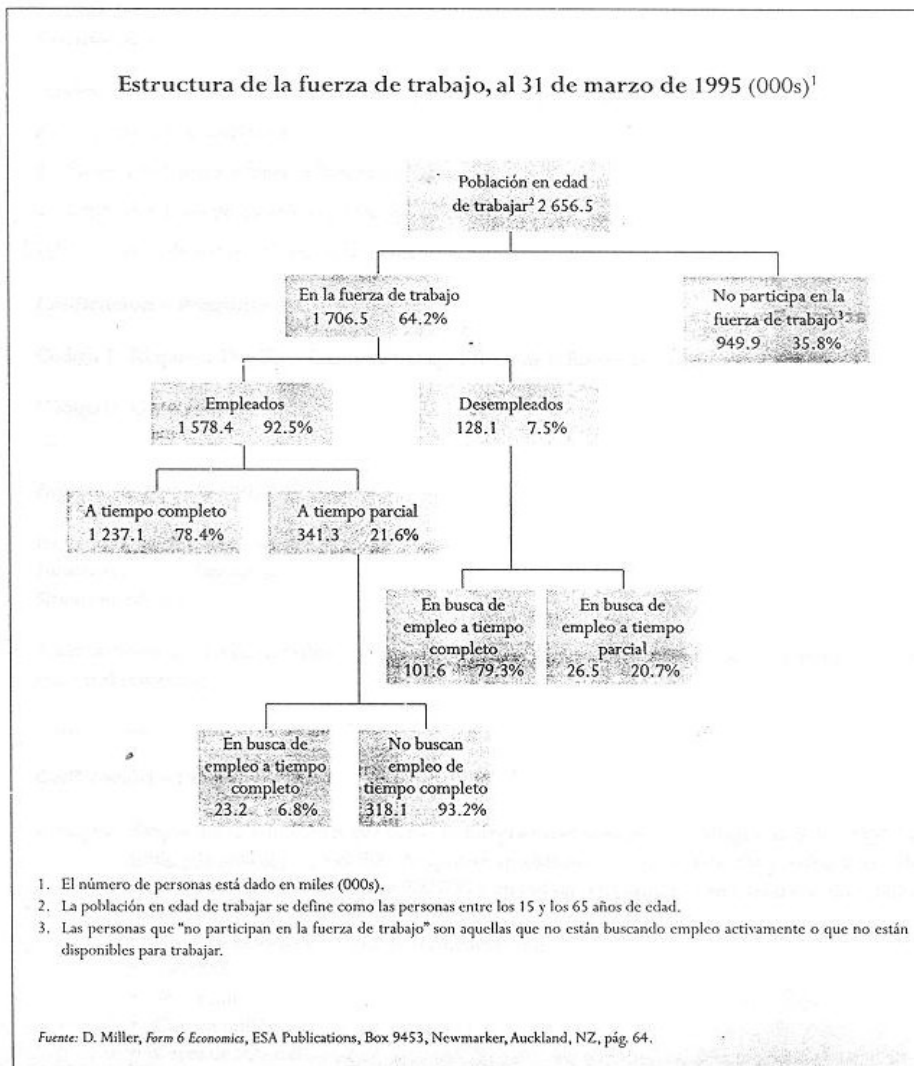 Estructura de la fuerza de trabajo, al 31 de marzo de 1995 (000s)¹
Población en edad
de trabajar² 2 656.5
En la fuerza de trabajo
1 706.5 64.2%
No participa en la
fuerza de trabajo³
949.9 35.8%
Empleados
1 578.4 92.5%
Desempleados
128.1 7.5%
A tiempo completo
1 237.1 78.4%
A tiempo parcial
341.3 21.6%
En busca de
empleo a tiempo
completo
101.6 79.3%
En busca de
empleo a tiempo
parcial
26.5 20.7%
En busca de
empleo a tiempo
completo
23.2 6.8%
No buscan
empleo de
tiempo completo
318.1 93.2%
1. El número de personas está dado en miles (000s).
2. La población en edad de trabajar se define como las personas entre los 15 y los 65 años de edad.
3. Las personas que "no participan en la fuerza de trabajo" son aquellas que no están buscando empleo activamente o que no están
disponibles para trabajar.
Fuente: D. Miller, Form 6 Economics, ESA Publications, Box 9453, Newmarker, Auckland, NZ, pág. 64.